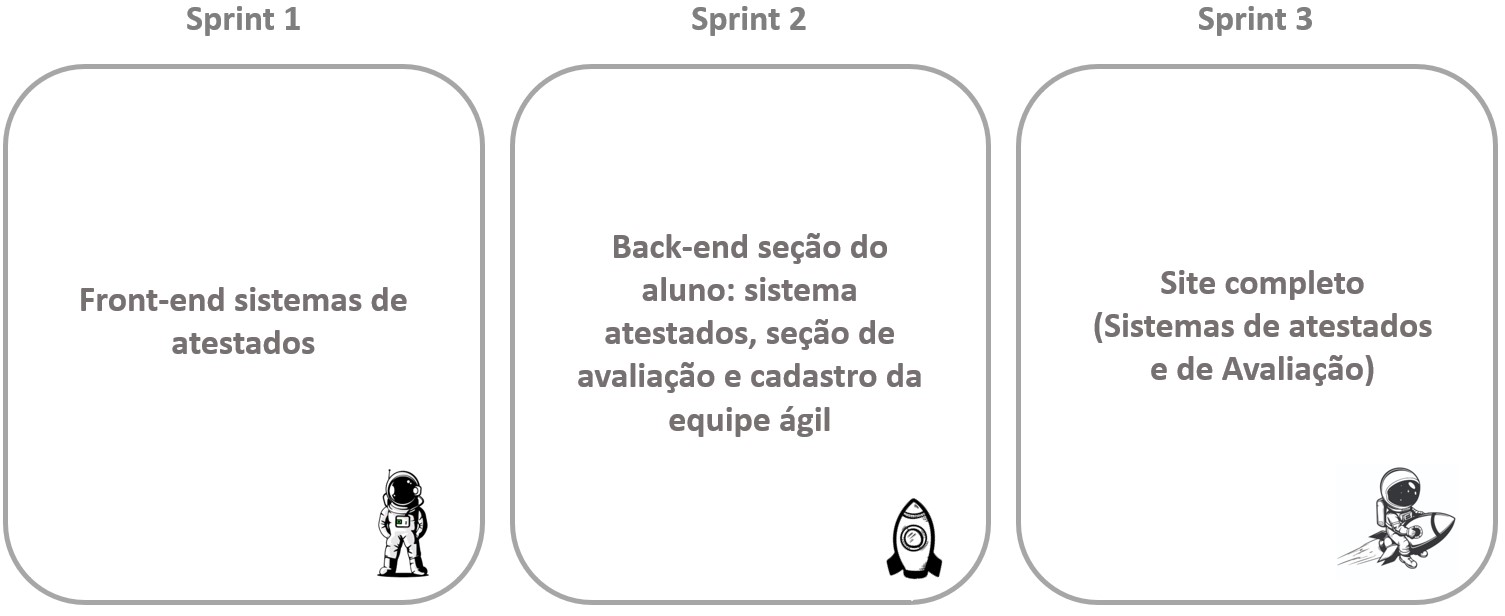 Sprint 1
Sprint 2
Sprint 3
Front-end sistemas de
atestados
Back-end seção do
aluno: sistema
atestados, seção de
avaliação e cadastro da
equipe ágil
Site completo
(Sistemas de atestados
e de Avaliação)